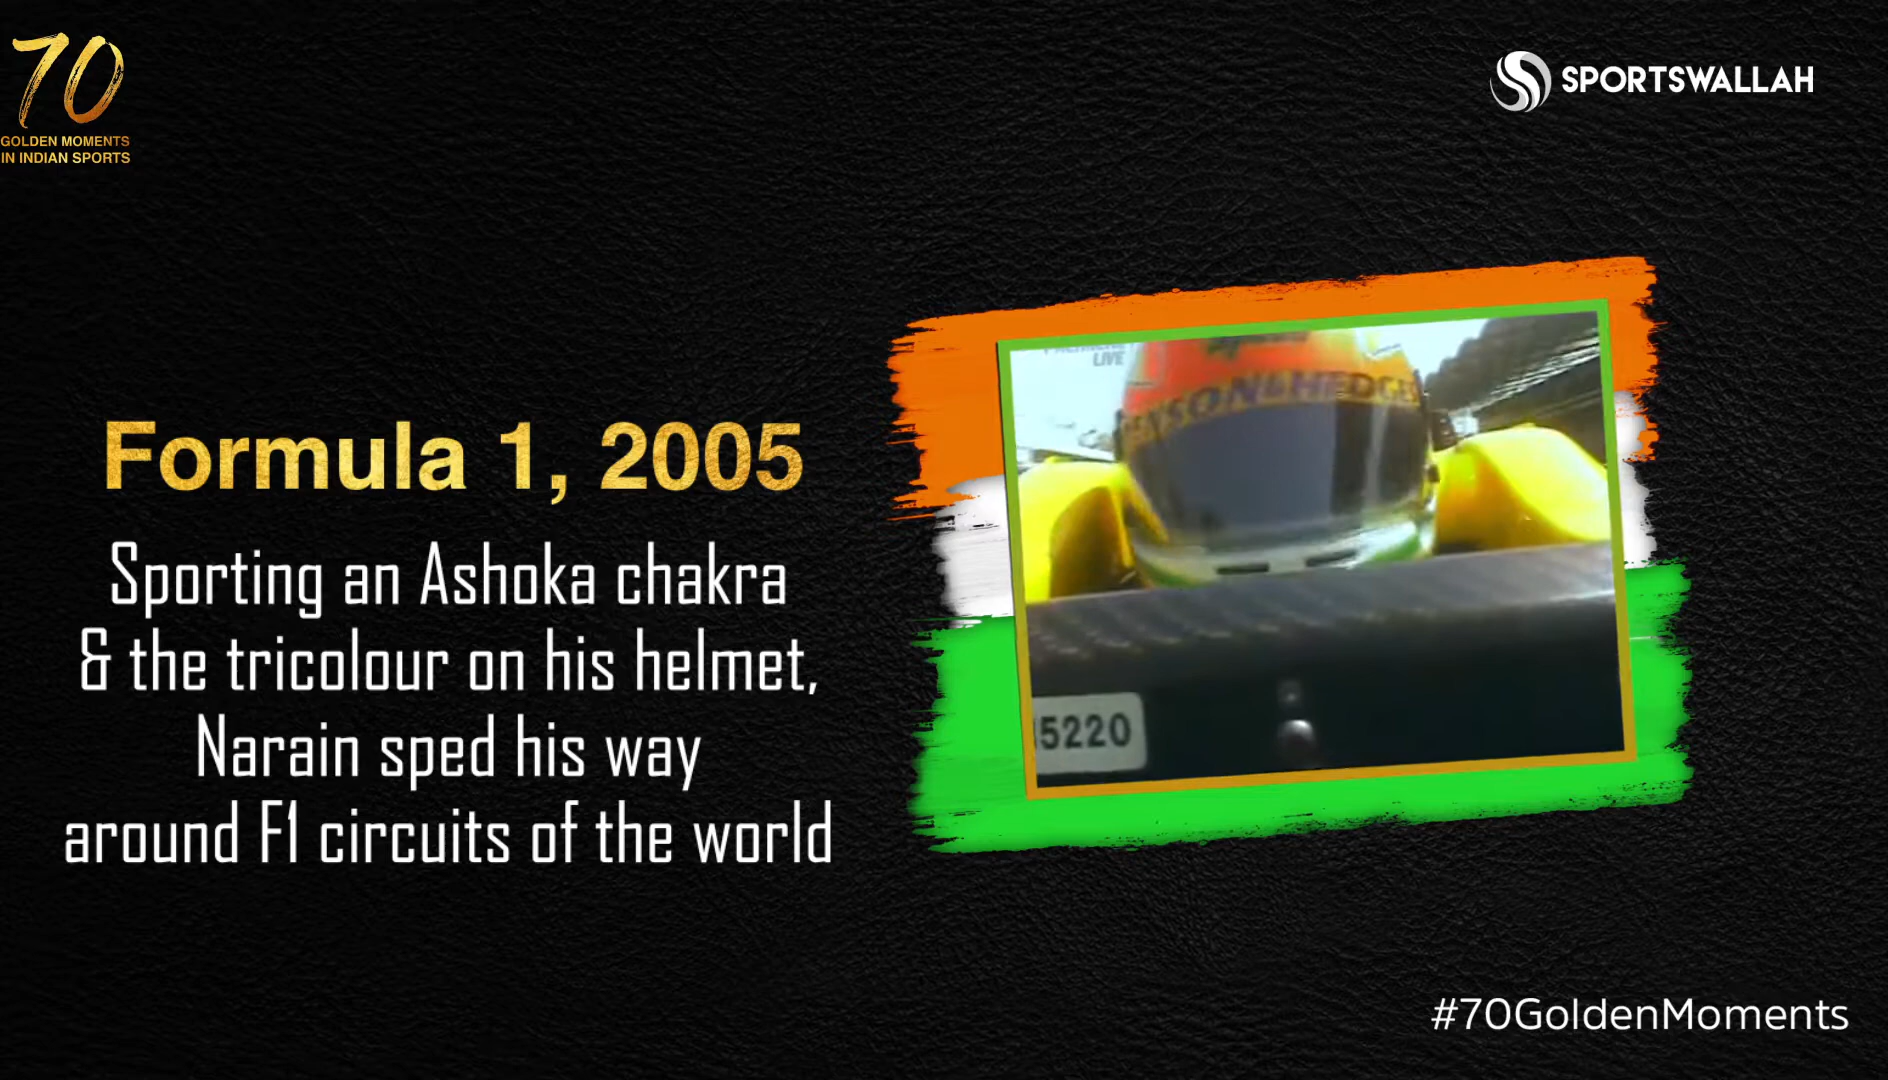 70
GOLDEN MOMENTS
IN INDIAN SPORTS
SPORTSWALLAH
Formula 1, 2005
Sporting an Ashoka chakra
& the tricolour on his helmet,
Narain sped his way
around F1 circuits of the world
LIVE
5220
#70GoldenMoments